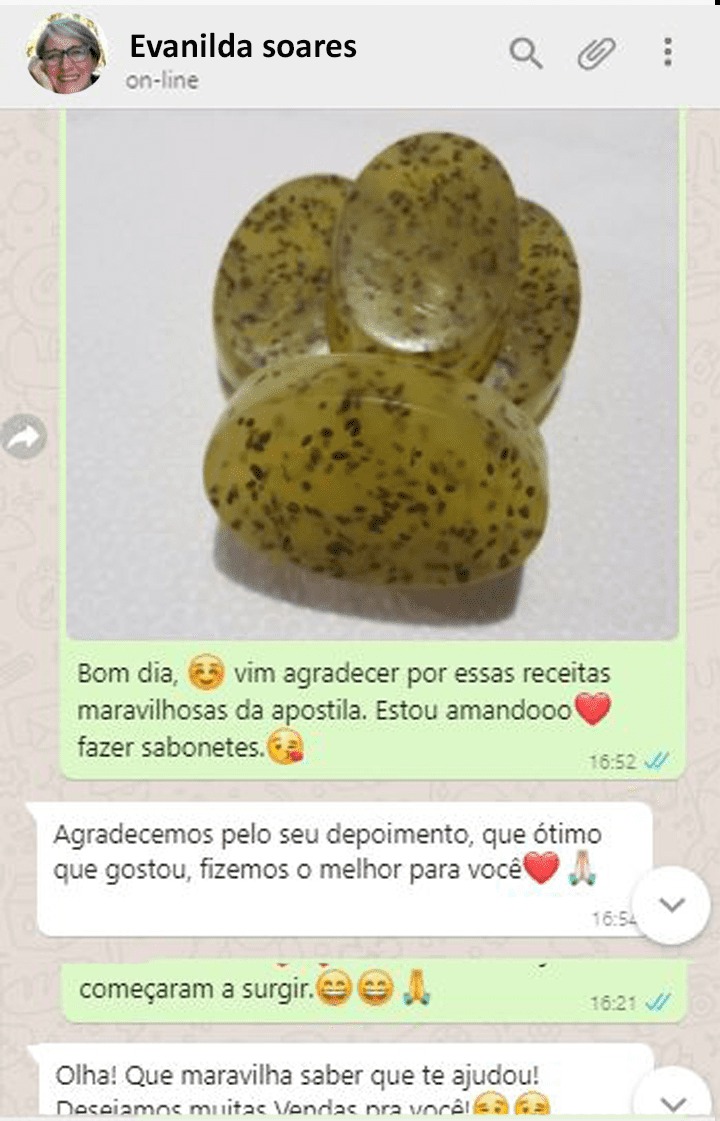 Evanilda soares
on-line
Bom dia, ☺️ vim agradecer por essas receitas
maravilhosas da apostila. Estou amandooo❤️
fazer sabonetes.😘
16:52
Agradecemos pelo seu depoimento, que ótimo
que gostou, fizemos o melhor para você❤️🙏🏻
16:54
começaram a surgir.😄😄🙏
16:21
Olha! Que maravilha saber que te ajudou!
Desejamos muitas Vendas pra você!